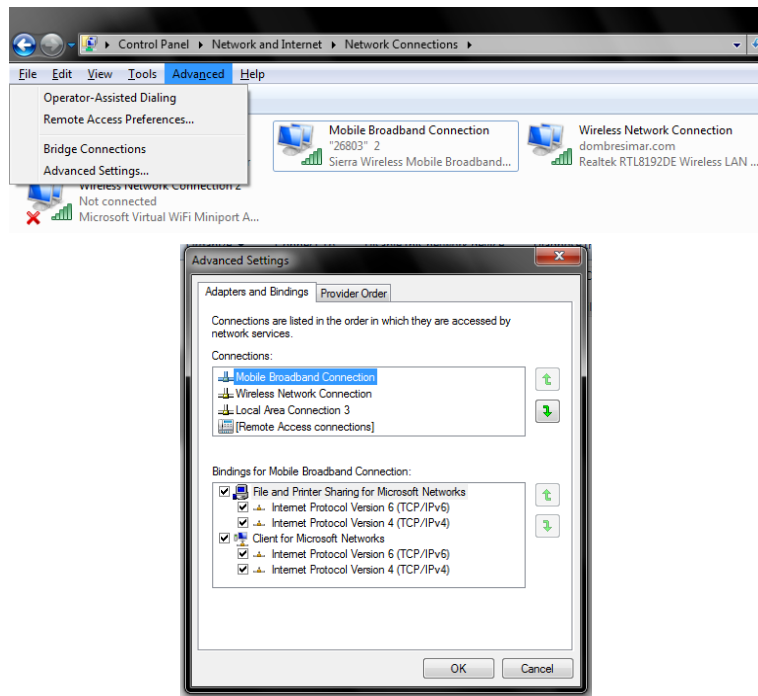 Control Panel ▸ Network and Internet ▸ Network Connections ▸
File Edit View Tools Advanced Help
Operator-Assisted Dialing
Remote Access Preferences...
Bridge Connections
Advanced Settings...
Mobile Broadband Connection
"26803" 2
Sierra Wireless Mobile Broadband...
Wireless Network Connection
dombresimar.com
Realtek RTL8192DE Wireless LAN ...
Wireless Network Connection 2
Not connected
Microsoft Virtual WiFi Miniport A...
Advanced Settings
Adapters and Bindings Provider Order
Connections are listed in the order in which they are accessed by
network services.
Connections:
Mobile Broadband Connection
Wireless Network Connection
Local Area Connection 3
[Remote Access connections]
Bindings for Mobile Broadband Connection:
File and Printer Sharing for Microsoft Networks
Internet Protocol Version 6 (TCP/IPv6)
Internet Protocol Version 4 (TCP/IPv4)
Client for Microsoft Networks
Internet Protocol Version 6 (TCP/IPv6)
Internet Protocol Version 4 (TCP/IPv4)
OK Cancel